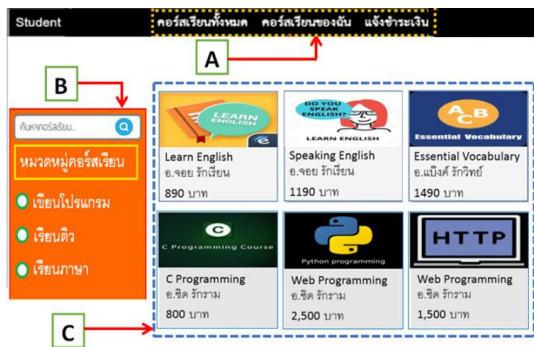 Student คอร์สเรียนทั้งหมด คอร์สเรียนของฉัน แจ้งชำระเงิน
A
B
ค้นหาคอร์สเรียน..
หมวดหมู่คอร์สเรียน
เขียนโปรแกรม
เรียนติว
เรียนภาษา
LEARN ENGLISH
Learn English
อ.จอย รักเรียน
890 บาท
DO YOU SPEAK ENGLISH?
LEARN ENGLISH
Speaking English
อ.จอย รักเรียน
1190 บาท
A B C
Essential Vocabulary
Essential Vocabulary
อ.แบ๊งค์ รักวิทย์
1490 บาท
C
C Programming Course
C Programming
อ.ชิด รักราม
800 บาท
Python programming
Web Programming
อ.ชิด รักราม
2,500 บาท
HTTP
Web Programming
อ.ชิด รักราม
1,500 บาท
C